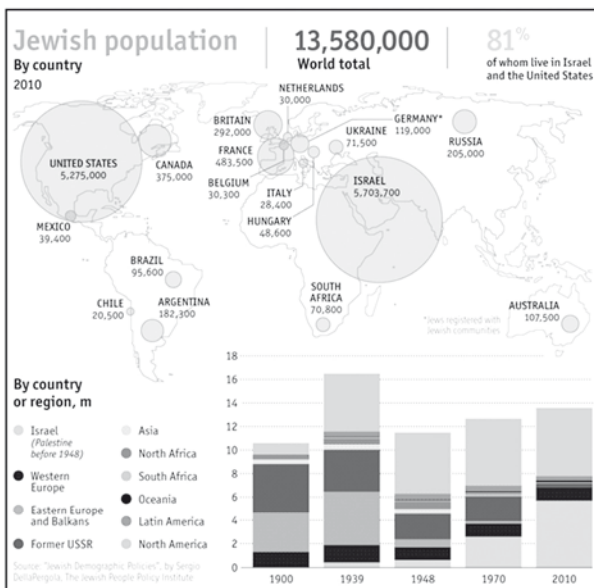 Jewish population
13,580,000
World total
81%
of whom live in Israel
and the United States
By country
2010
NETHERLANDS
30,000
BRITAIN
292,000
GERMANY*
119,000
UKRAINE
71,500
RUSSIA
205,000
FRANCE
483,500
UNITED STATES
5,275,000
CANADA
375,000
BELGIUM
30,300
ITALY
28,400
ISRAEL
5,703,700
HUNGARY
48,600
MEXICO
39,400
BRAZIL
95,600
CHILE
20,500
ARGENTINA
182,300
SOUTH
AFRICA
70,800
AUSTRALIA
107,500
*Jews registered with
Jewish communities
By country
or region, m
Israel
(Palestine
before 1948)
Western
Europe
Eastern Europe
and Balkans
Former USSR
Asia
North Africa
South Africa
Oceania
Latin America
North America
18
16
14
12
10
8
6
4
2
0
1900
1939
1948
1970
2010
Source: "Jewish Demographic Policies", by Sergio
DellaPergola, The Jewish People Policy Institute